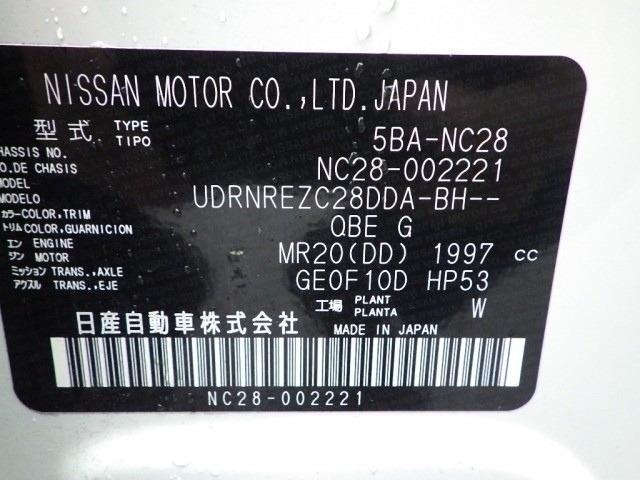 NISSAN MOTOR CO.,LTD.JAPAN
型式 TYPE TIPO 5BA-NC28
CHASSIS NO. NO.DE CHASIS NC28-002221
MODEL MODELO UDRNREZC28DDA-BH--
カラー COLOR,TRIM トリム COLOR,GUARNICION QBE G
エンジン ENGINE MOTOR MR20(DD) 1997 cc
ミッション TRANS.,AXLE アクスル TRANS.,EJE GE0F10D HP53
工場 PLANT PLANTA W
日産自動車株式会社 MADE IN JAPAN
NC28-002221